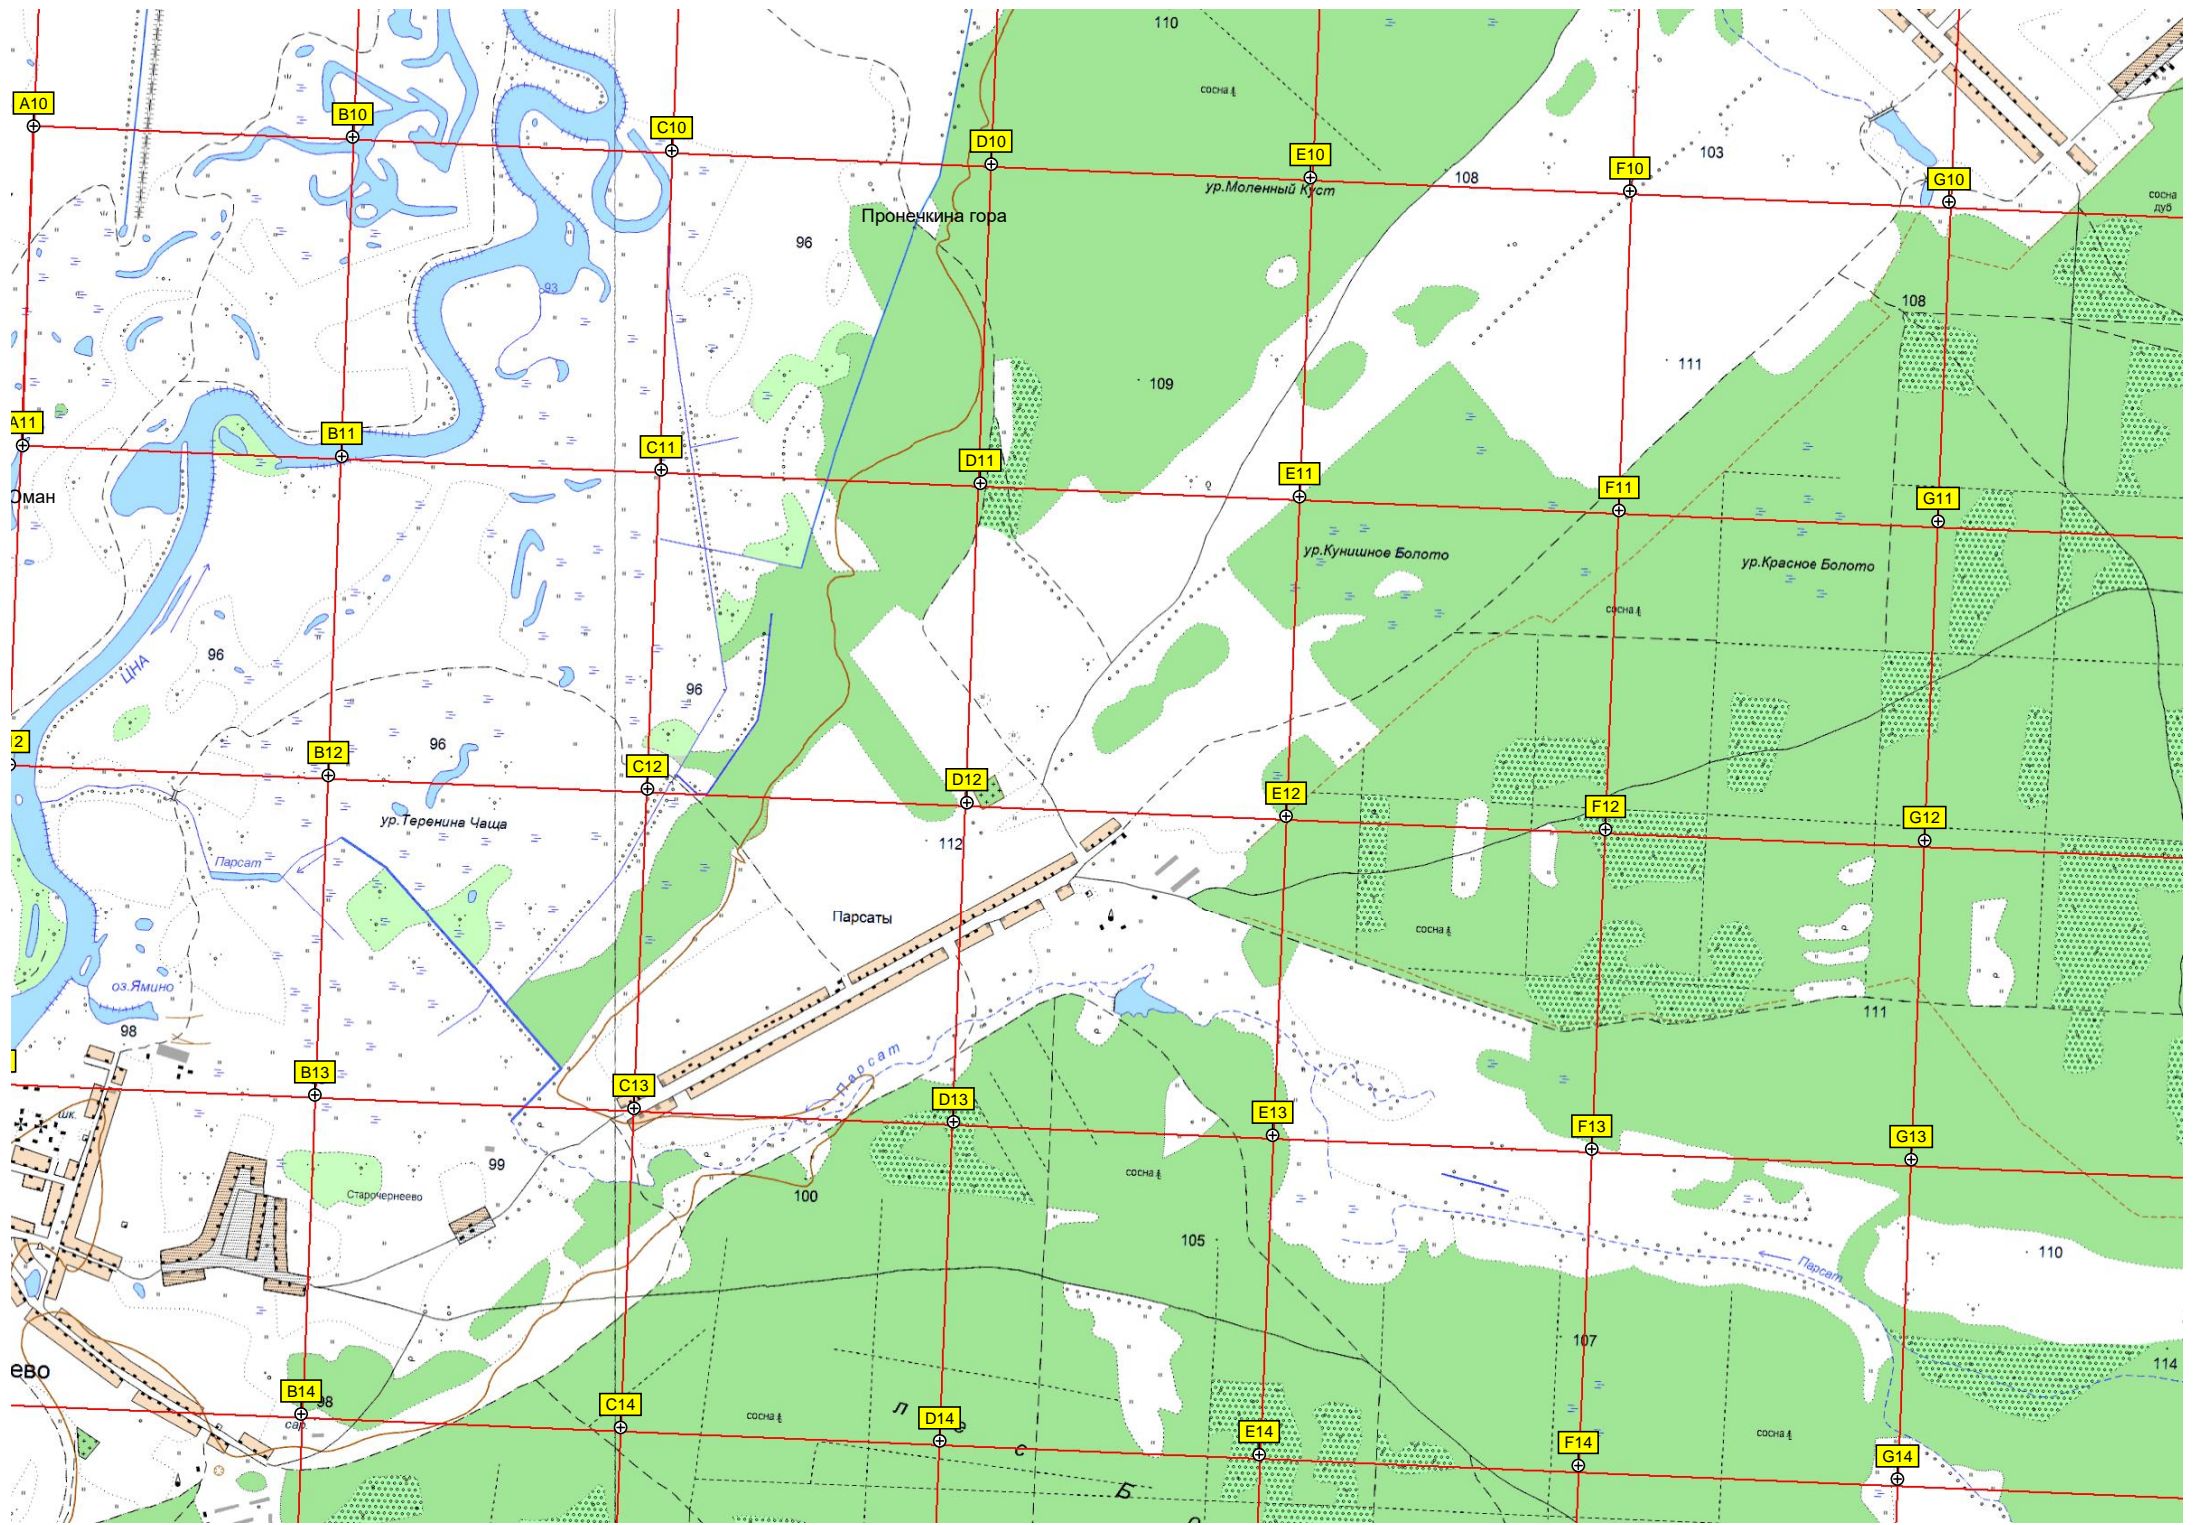 110
сосна
A10
B10
C10
D10
E10
F10
G10
103
108
ур.Моленный Куст
Пронечкина гора
96
сосна
дуб
93
108
111
109
A11
B11
C11
D11
E11
F11
G11
Оман
ур.Кунишное Болото
ур.Красное Болото
сосна
ЦНА
96
96
96
2
B12
C12
D12
E12
F12
G12
ур.Теренина Чаща
112
Парсат
Парсаты
сосна
оз.Ямино
98
111
Парсат
B13
C13
D13
E13
F13
G13
шк.
99
Старочернеево
100
сосна
105
110
Парсат
107
114
ево
B14
98
C14
D14
E14
F14
G14
сар.
сосна
сосна
л
е
с
Б